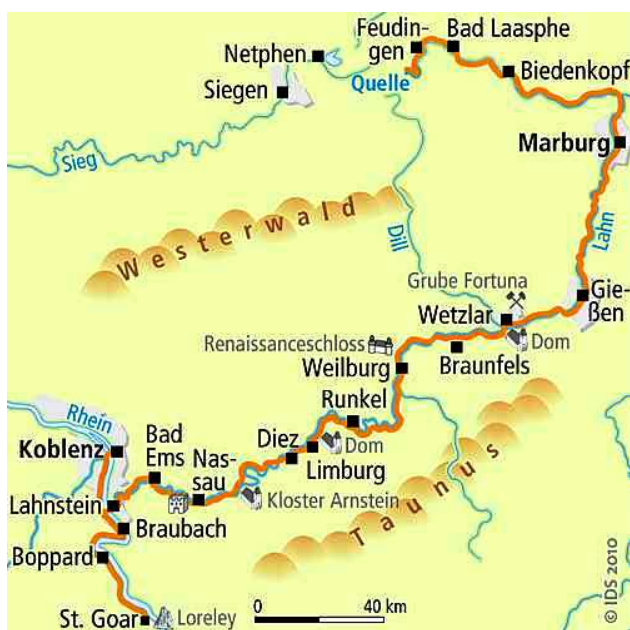 Feudin-
gen
Bad Laasphe
Netphen
Biedenkopf
Quelle
Siegen
Marburg
Sieg
Westerwald
Lahn
Dill
Grube Fortuna
Gie-
ßen
Wetzlar
Renaissanceschloss
Dom
Weilburg
Braunfels
Runkel
Rhein
Bad
Ems
Koblenz
Diez
Dom
Nas-
sau
Limburg
Taunus
Lahnstein
Kloster Arnstein
Braubach
Boppard
0
40 km
St. Goar
Loreley
© IDS 2010